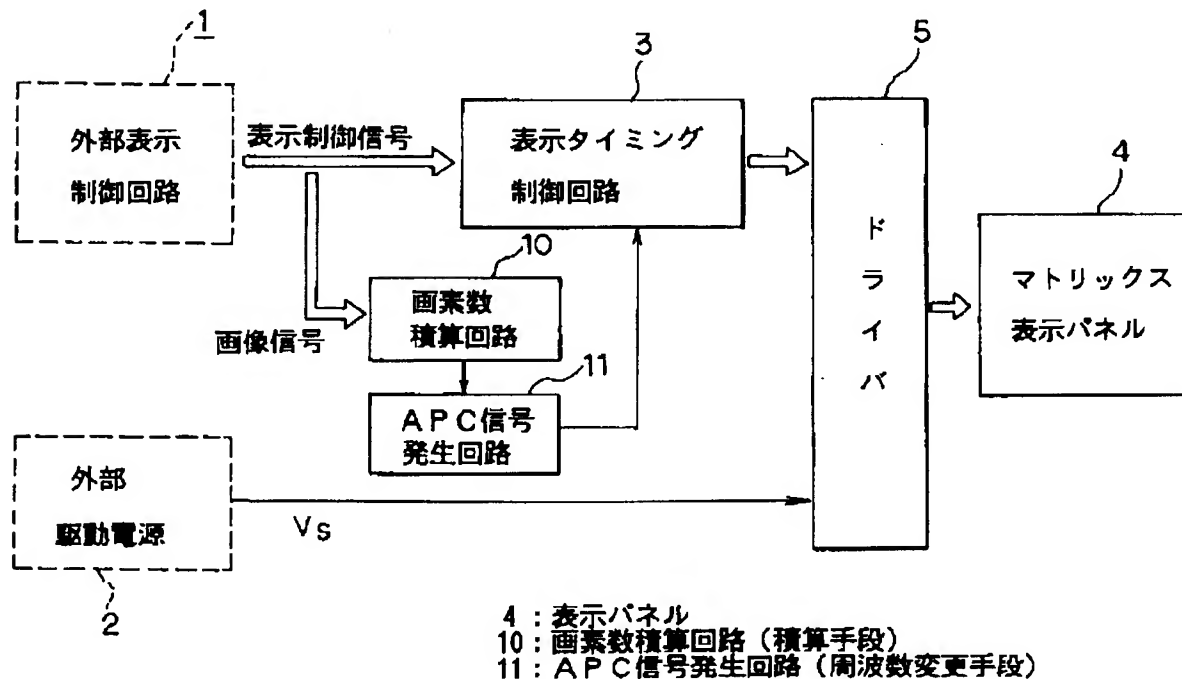 1
外部表示
制御回路
表示制御信号
3
表示タイミング
制御回路
5
ドライバ
4
マトリックス
表示パネル
10
画素数
積算回路
画像信号
11
APC信号
発生回路
外部
駆動電源
2
Vs
4:表示パネル
10:画素数積算回路(積算手段)
11:APC信号発生回路(周波数変更手段)